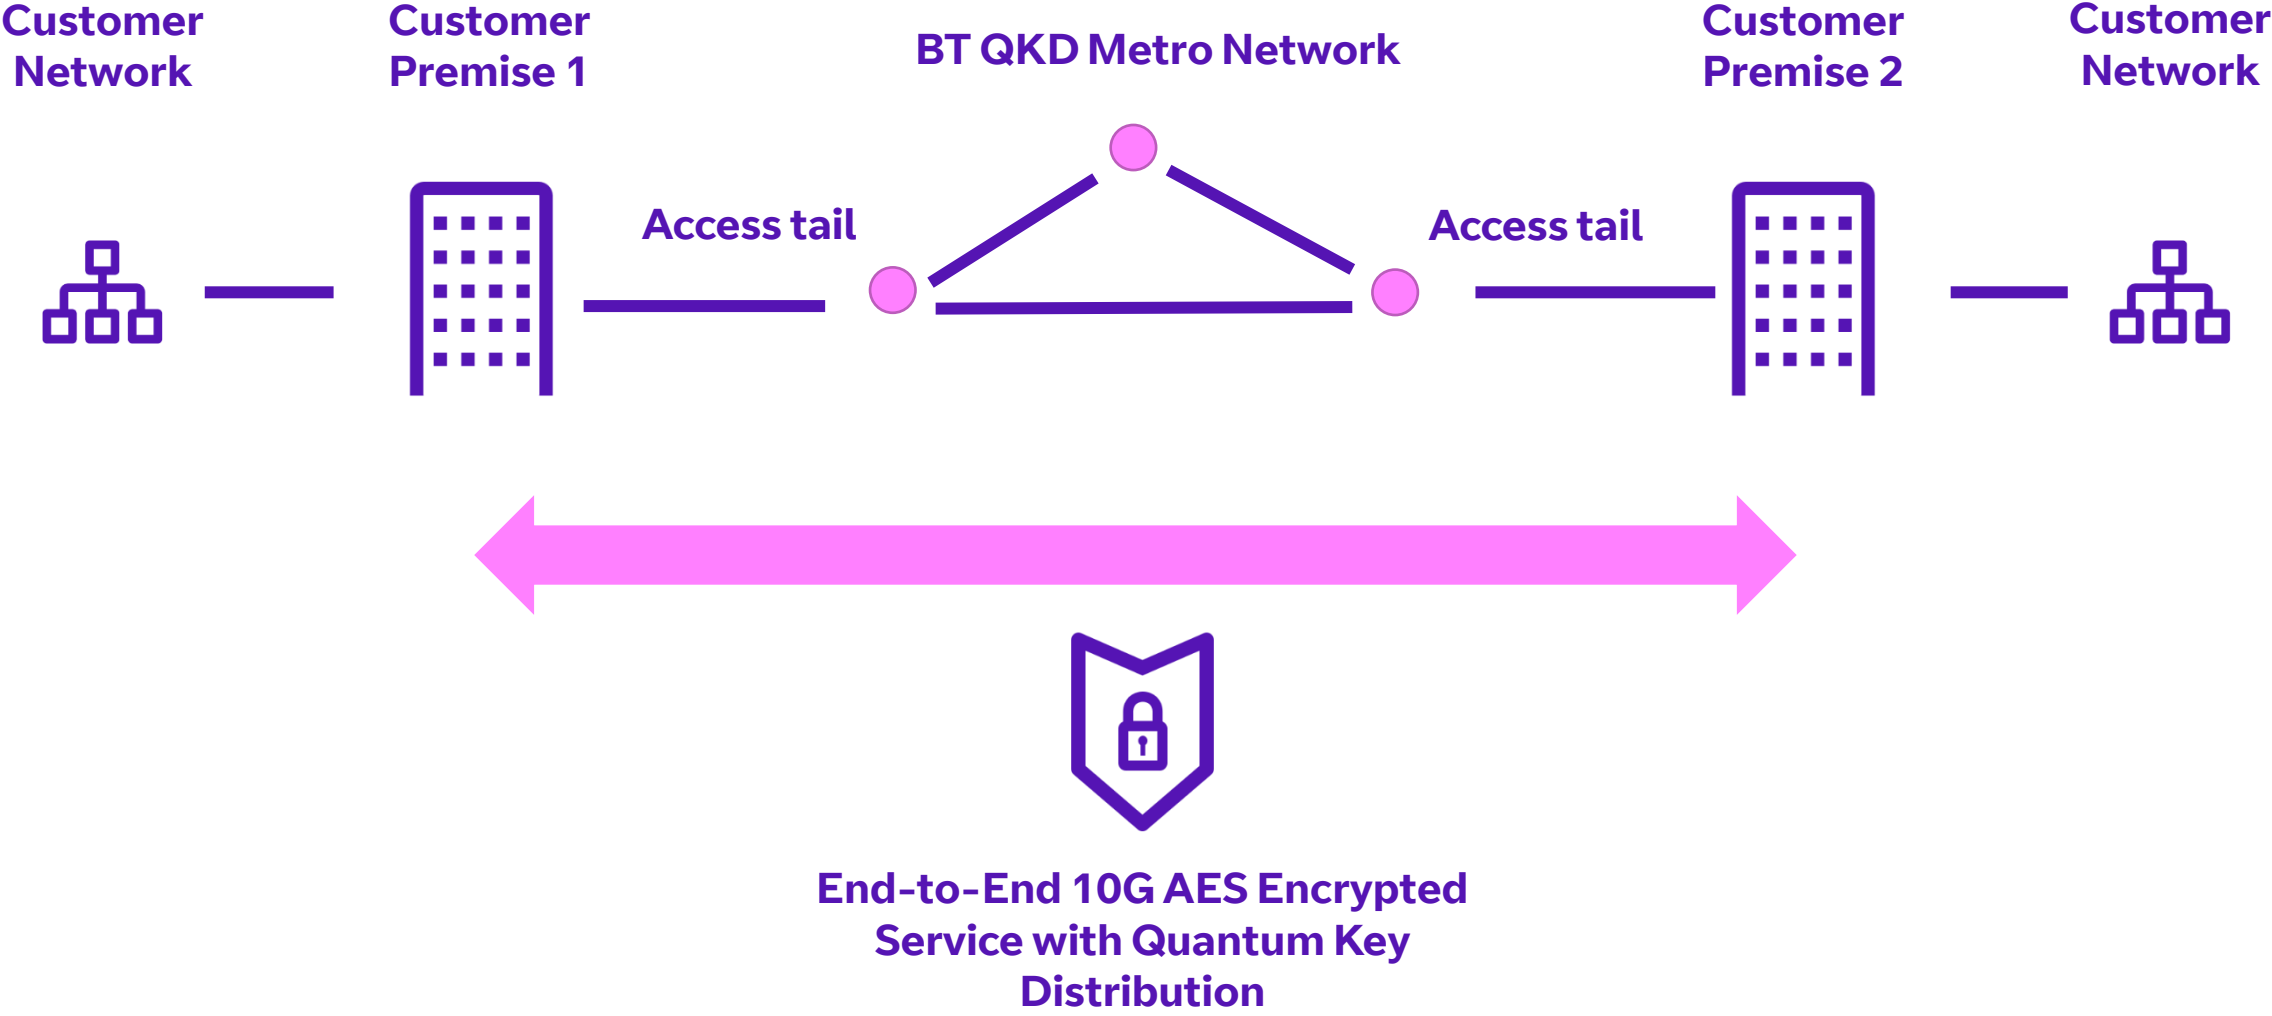 Customer
Network
Customer
Premise 1
BT QKD Metro Network
Customer
Premise 2
Customer
Network
Access tail
Access tail
End-to-End 10G AES Encrypted
Service with Quantum Key
Distribution